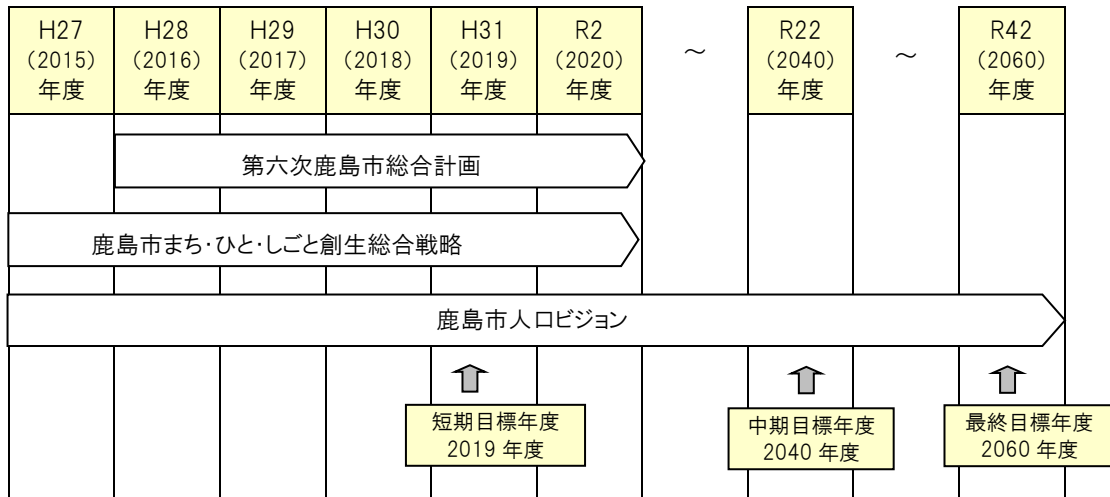 H27
(2015)
年度
H28
(2016)
年度
H29
(2017)
年度
H30
(2018)
年度
H31
(2019)
年度
R2
(2020)
年度
～
R22
(2040)
年度
～
R42
(2060)
年度
第六次鹿島市総合計画
鹿島市まち・ひと・しごと創生総合戦略
鹿島市人口ビジョン
短期目標年度
2019 年度
中期目標年度
2040 年度
最終目標年度
2060 年度